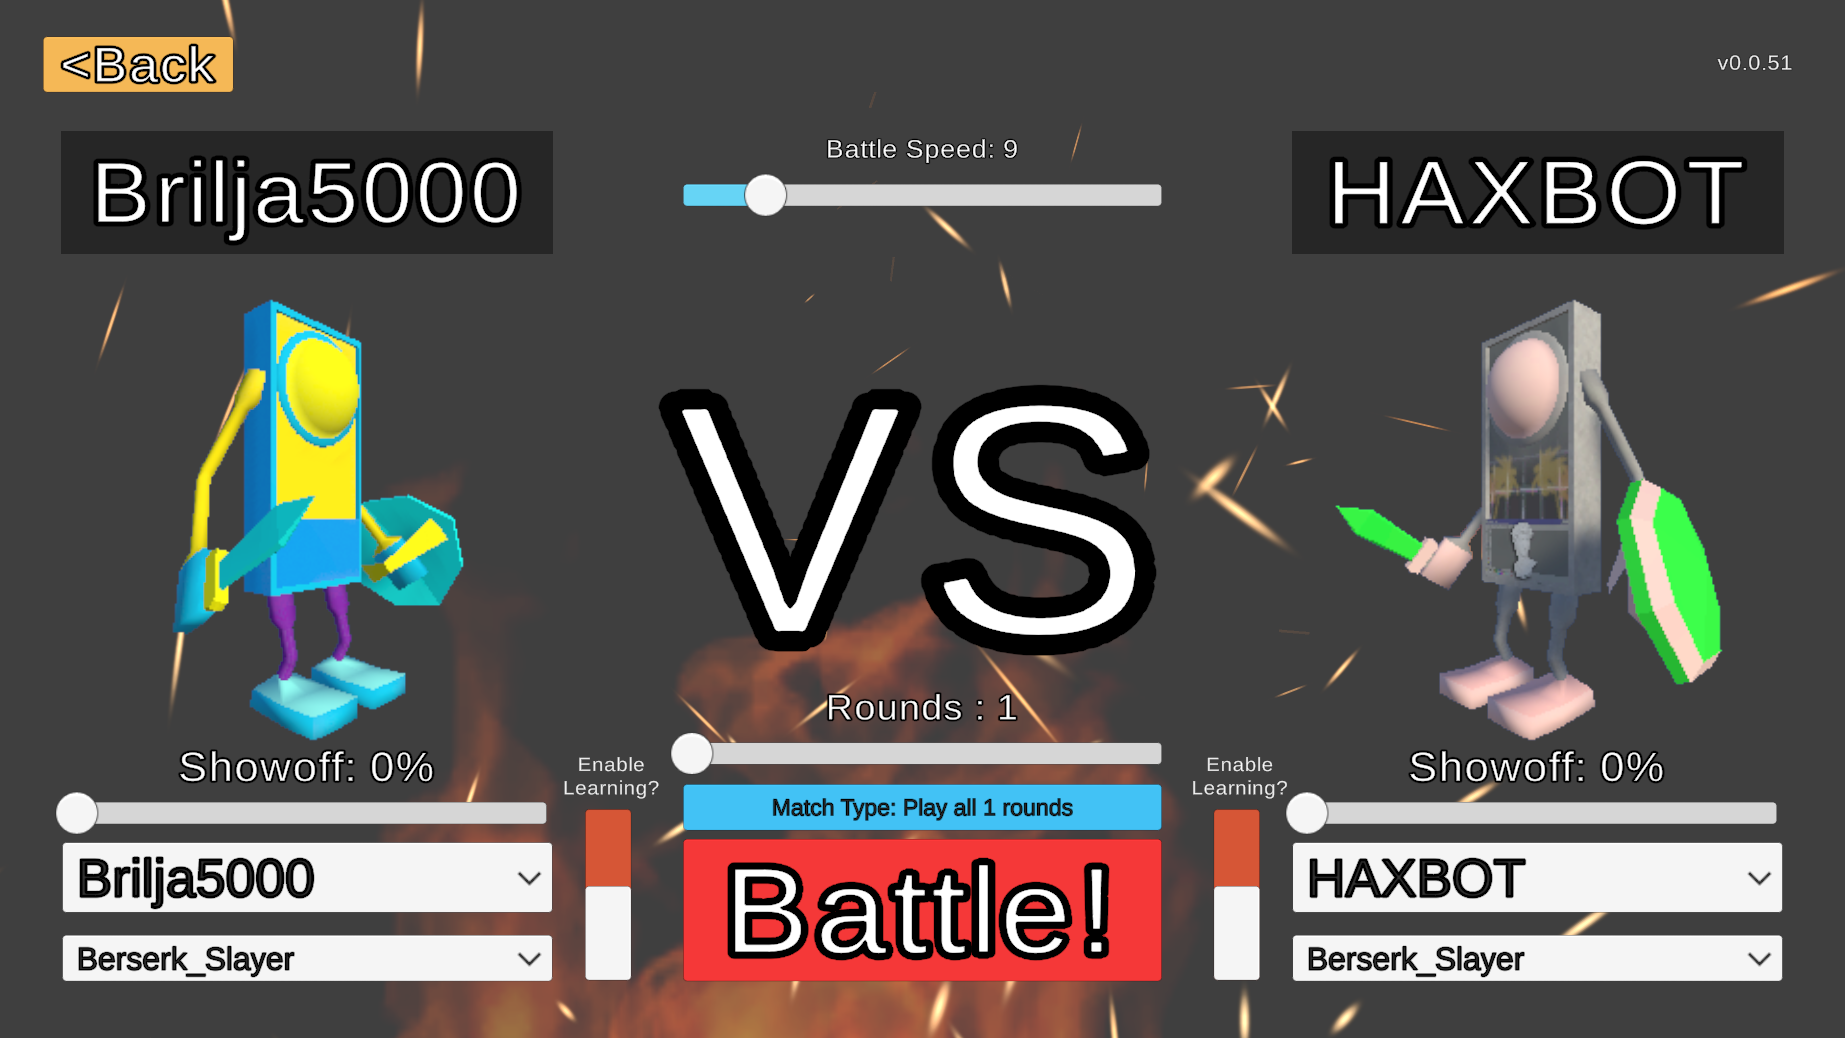 <Back
v0.0.51
Brilja5000
Battle Speed: 9
HAXBOT
VS
Rounds : 1
Showoff: 0%
Enable
Learning?
Enable
Learning?
Showoff: 0%
Match Type: Play all 1 rounds
Brilja5000
Battle!
HAXBOT
Berserk_Slayer
Berserk_Slayer